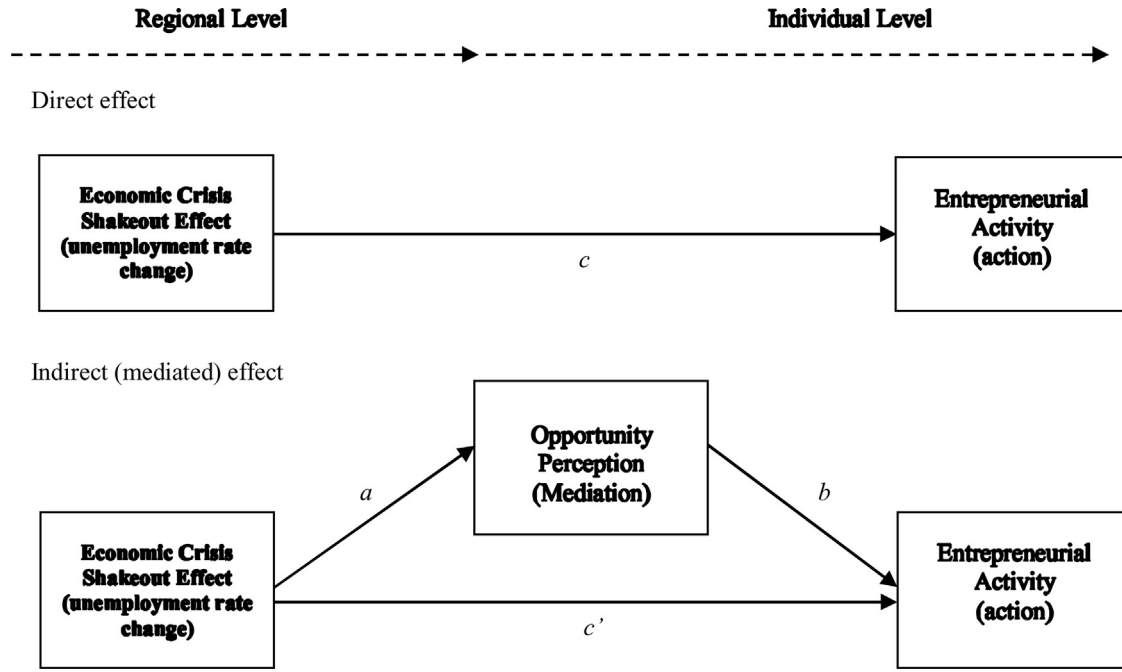 Regional Level
Individual Level
Direct effect
Economic Crisis
Shakeout Effect
(unemployment rate
change)
c
Entrepreneurial
Activity
(action)
Indirect (mediated) effect
Opportunity
Perception
(Mediation)
a
b
Economic Crisis
Shakeout Effect
(unemployment rate
change)
c’
Entrepreneurial
Activity
(action)